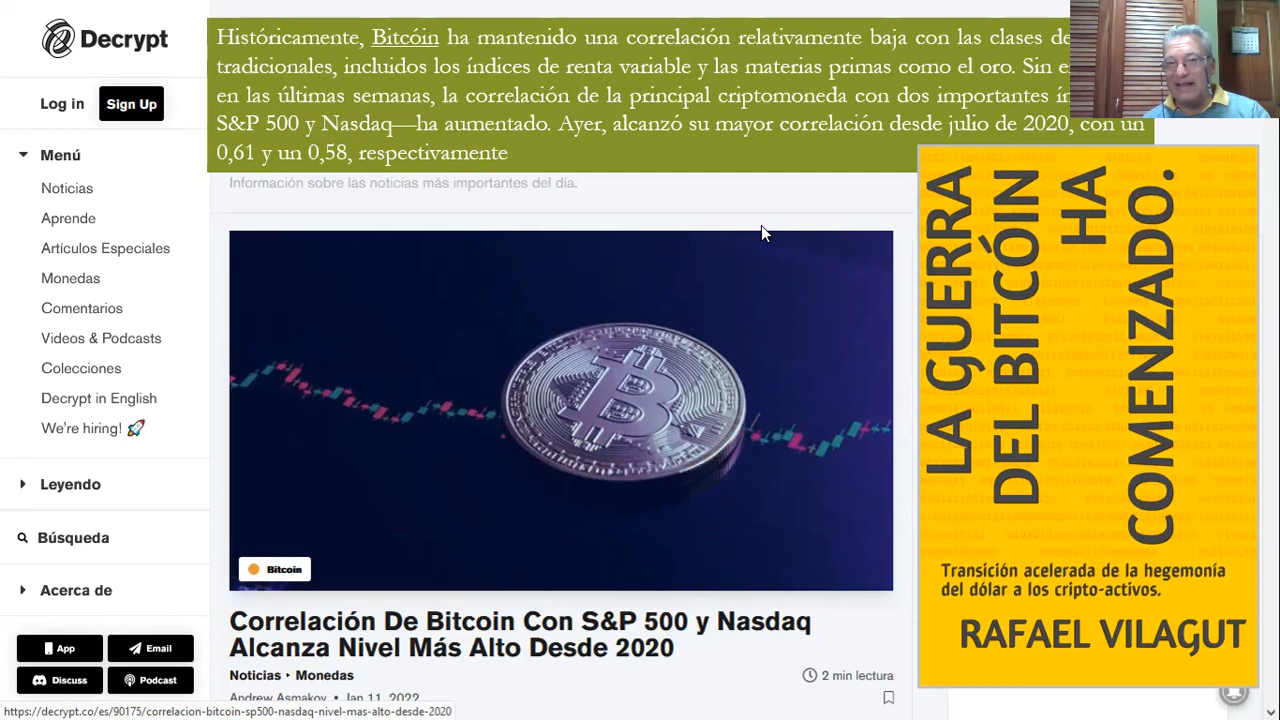 Decrypt
Log in
Sign Up
Menú
Noticias
Aprende
Artículos Especiales
Monedas
Comentarios
Videos & Podcasts
Colecciones
Decrypt in English
We're hiring! 🚀
Leyendo
Búsqueda
Acerca de
App
Email
Discuss
Podcast
Históricamente, Bitcóin ha mantenido una correlación relativamente baja con las clases de
tradicionales, incluidos los índices de renta variable y las materias primas como el oro. Sin
en las últimas semanas, la correlación de la principal criptomoneda con dos importantes
S&P 500 y Nasdaq—ha aumentado. Ayer, alcanzó su mayor correlación desde julio de 2020, con un
0,61 y un 0,58, respectivamente
Información sobre las noticias más importantes del día.
Bitcoin
Correlación De Bitcoin Con S&P 500 y Nasdaq
Alcanza Nivel Más Alto Desde 2020
Noticias ‣ Monedas
2 min lectura
Andrew Asmakov • Jan 11, 2022
LA GUERRA
DEL BITCÓIN
HA
COMENZADO.
Transición acelerada de la hegemonía
del dólar a los cripto-activos.
RAFAEL VILAGUT
https://decrypt.co/es/90175/correlacion-bitcoin-sp500-nasdaq-nivel-mas-alto-desde-2020